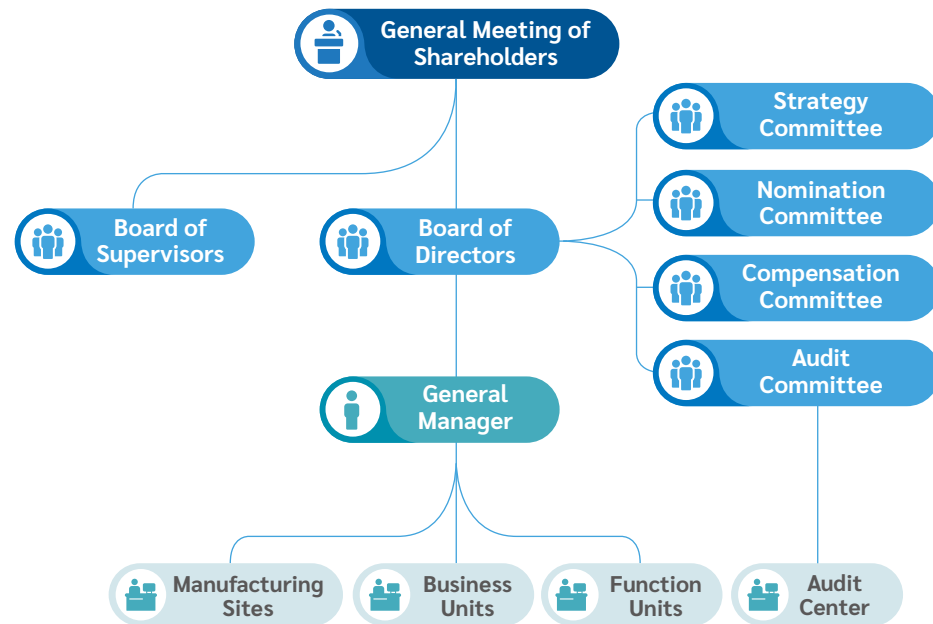 General Meeting of
Shareholders
Strategy
Committee
Nomination
Committee
Board of
Supervisors
Board of
Directors
Compensation
Committee
Audit
Committee
General
Manager
Manufacturing
Sites
Business
Units
Function
Units
Audit
Center